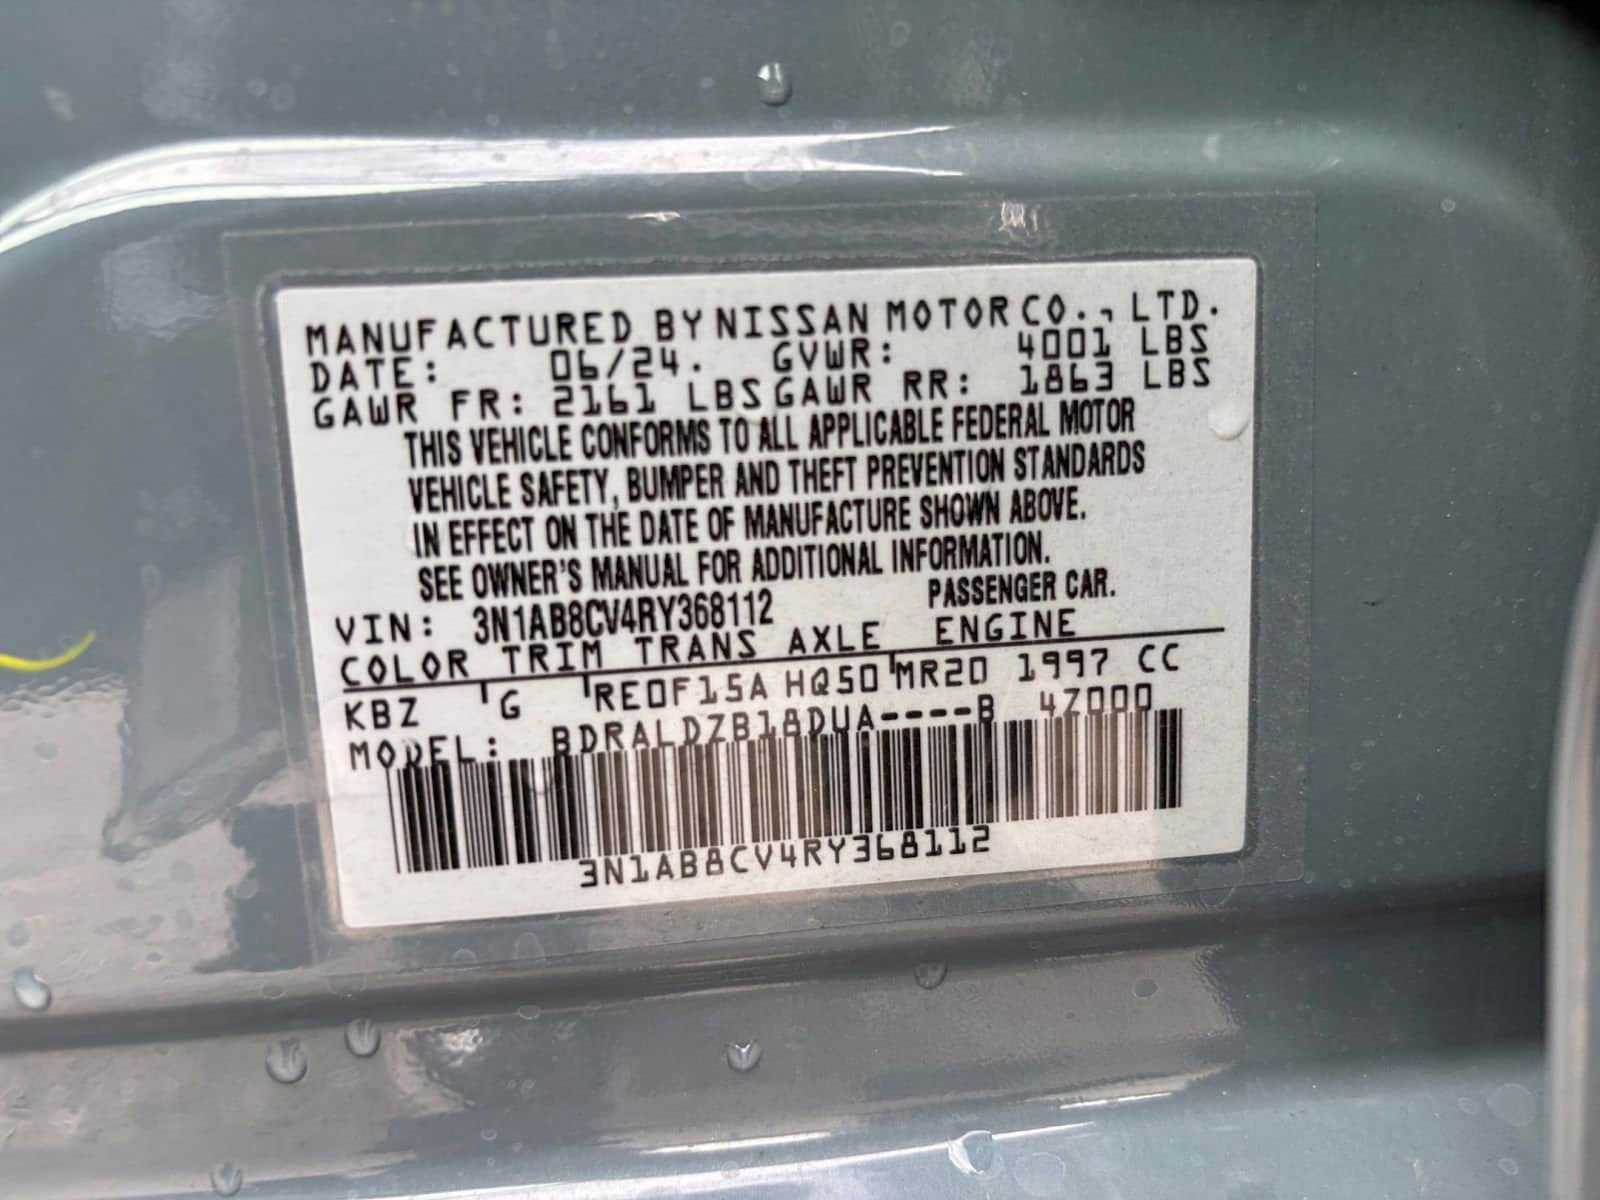 MANUFACTURED BY NISSAN MOTOR CO., LTD.
DATE: 06/24. GVWR: 4001 LBS
GAWR FR: 2161 LBS GAWR RR: 1863 LBS
THIS VEHICLE CONFORMS TO ALL APPLICABLE FEDERAL MOTOR
VEHICLE SAFETY, BUMPER AND THEFT PREVENTION STANDARDS
IN EFFECT ON THE DATE OF MANUFACTURE SHOWN ABOVE.
SEE OWNER'S MANUAL FOR ADDITIONAL INFORMATION.
VIN: 3N1AB8CV4RY368112 PASSENGER CAR.
COLOR TRIM TRANS AXLE ENGINE
KBZ G RE0F15A HQ50 MR20 1997 CC
MODEL: BDRALDZB18DUA----B 4Z000
3N1AB8CV4RY368112